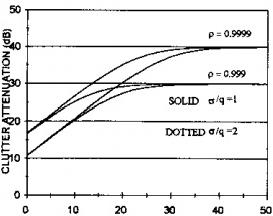 CLUTTER ATTENUATION (dB)
50
40
30
20
10
0
ρ = 0.9999
ρ = 0.999
SOLID σ/q =1
DOTTED σ/q =2
0 10 20 30 40 50